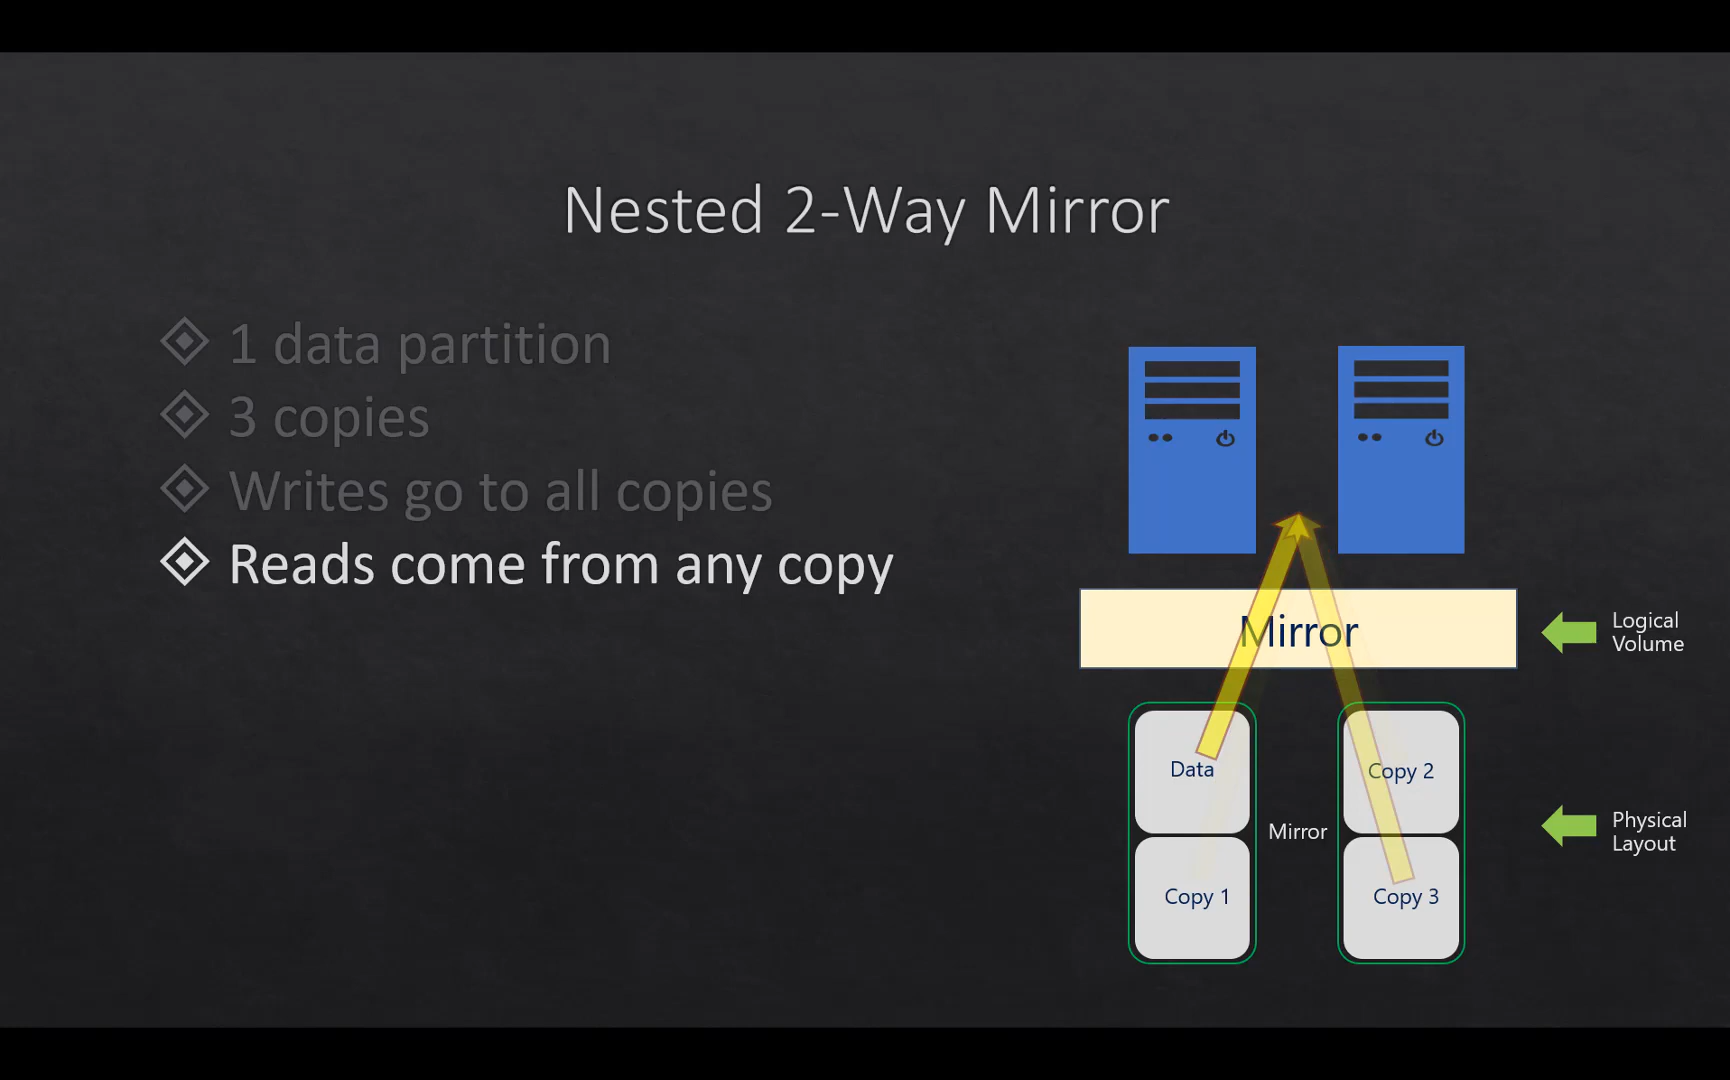 Nested 2-Way Mirror
1 data partition
3 copies
Writes go to all copies
Reads come from any copy
Mirror
Logical
Volume
Data
Copy 2
Mirror
Copy 1
Copy 3
Physical
Layout